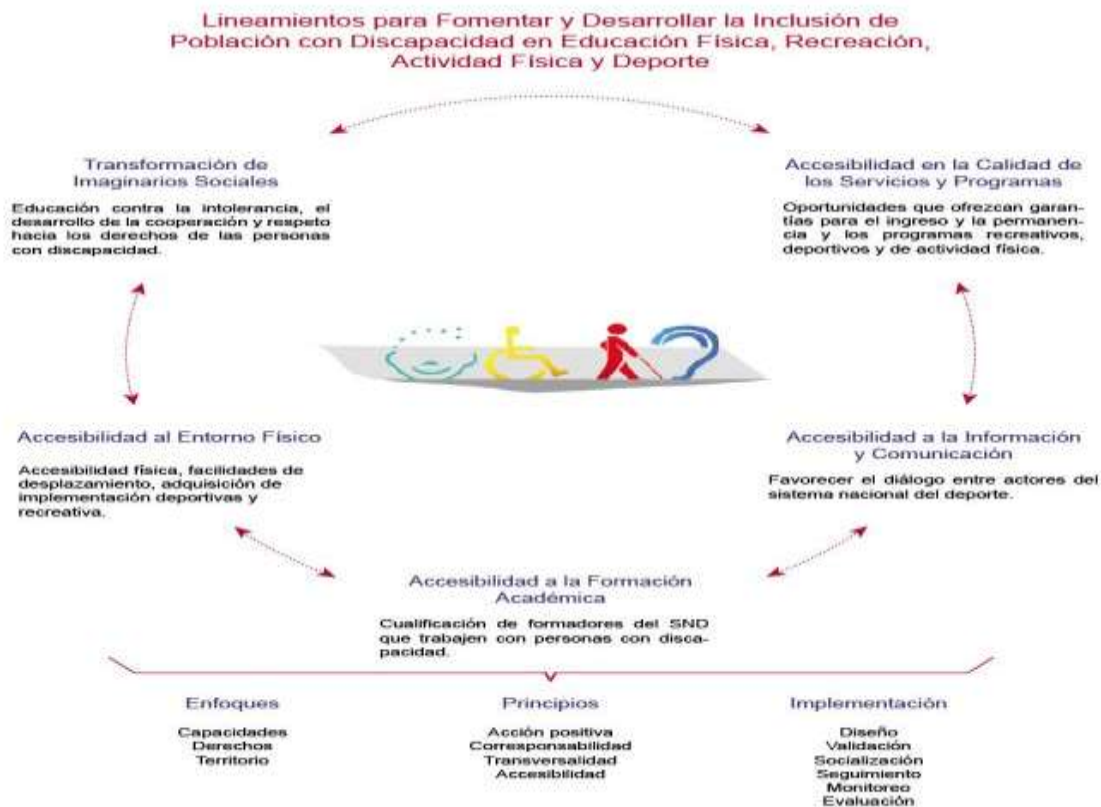 Lineamientos para Fomentar y Desarrollar la Inclusión de
Población con Discapacidad en Educación Física, Recreación,
Actividad Física y Deporte
Transformación de
Imaginarios Sociales
Educación contra la intolerancia, el
desarrollo de la cooperación y respeto
hacia los derechos de las personas
con discapacidad.
Accesibilidad en la Calidad de
los Servicios y Programas
Oportunidades que ofrezcan garan-
tías para el ingreso y la permanen-
cia y los programas recreativos,
deportivos y de actividad física.
Accesibilidad al Entorno Físico
Accesibilidad física, facilidades de
desplazamiento, adquisición de
implementación deportivas y
recreativa.
Accesibilidad a la Información
y Comunicación
Favorecer el diálogo entre actores del
sistema nacional del deporte.
Accesibilidad a la Formación
Académica
Cualificación de formadores del SND
que trabajen con personas con disca-
pacidad.
Enfoques
Capacidades
Derechos
Territorio
Principios
Acción positiva
Corresponsabilidad
Transversalidad
Accesibilidad
Implementación
Diseño
Validación
Socialización
Seguimiento
Monitoreo
Evaluación